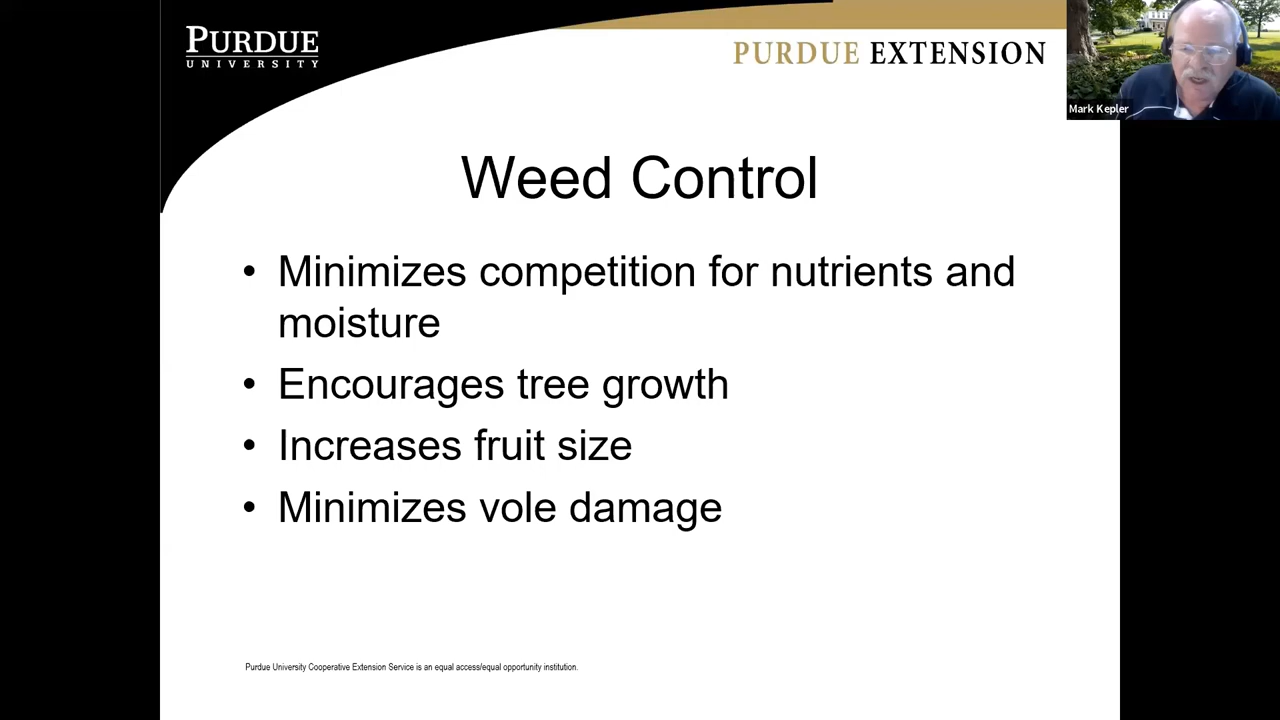 PURDUE
UNIVERSITY
PURDUE EXTENSION
Mark Kepler
Weed Control
• Minimizes competition for nutrients and
moisture
• Encourages tree growth
• Increases fruit size
• Minimizes vole damage
Purdue University Cooperative Extension Service is an equal access/equal opportunity institution.